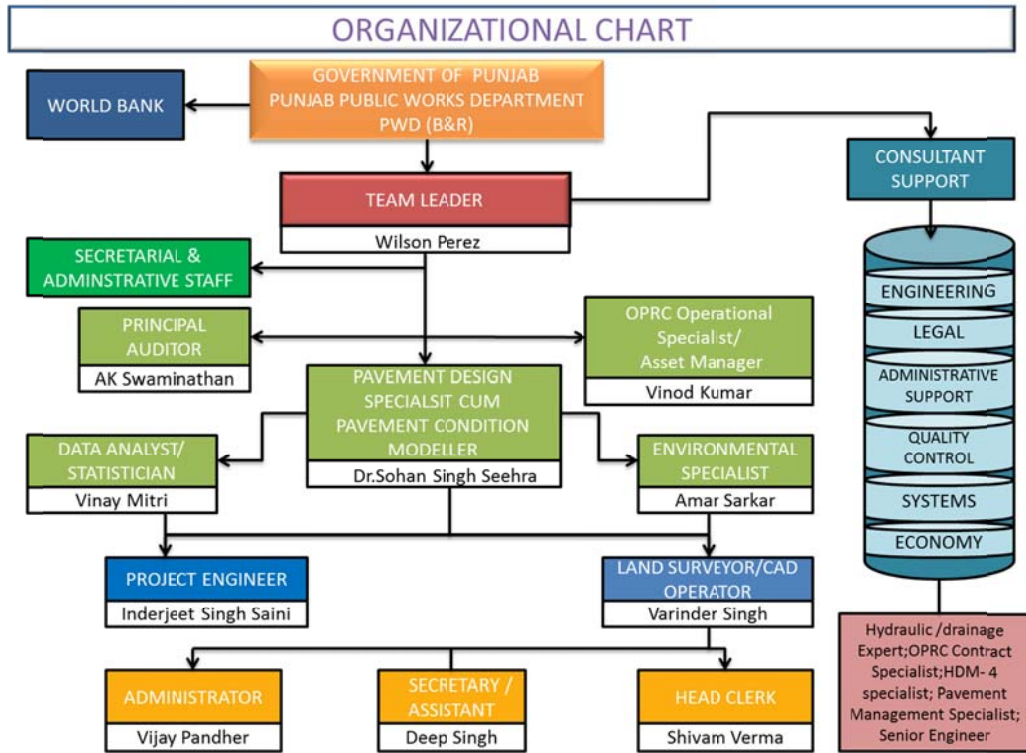 ORGANIZATIONAL CHART
WORLD BANK
GOVERNMENT OF PUNJAB
PUNJAB PUBLIC WORKS DEPARTMENT
PWD (B&R)
CONSULTANT
SUPPORT
TEAM LEADER
Wilson Perez
SECRETARIAL &
ADMINSTRATIVE STAFF
PRINCIPAL
AUDITOR
AK Swaminathan
OPRC Operational
Specialist/
Asset Manager
Vinod Kumar
PAVEMENT DESIGN
SPECIALSIT CUM
PAVEMENT CONDITION
MODELLER
Dr.Sohan Singh Seehra
DATA ANALYST/
STATISTICIAN
Vinay Mitri
ENVIRONMENTAL
SPECIALIST
Amar Sarkar
PROJECT ENGINEER
Inderjeet Singh Saini
LAND SURVEYOR/CAD
OPERATOR
Varinder Singh
ADMINISTRATOR
Vijay Pandher
SECRETARY /
ASSISTANT
Deep Singh
HEAD CLERK
Shivam Verma
ENGINEERING
LEGAL
ADMINISTRATIVE
SUPPORT
QUALITY
CONTROL
SYSTEMS
ECONOMY
Hydraulic /drainage
Expert;OPRC Contract
Specialist;HDM- 4
specialist; Pavement
Management Specialist;
Senior Engineer